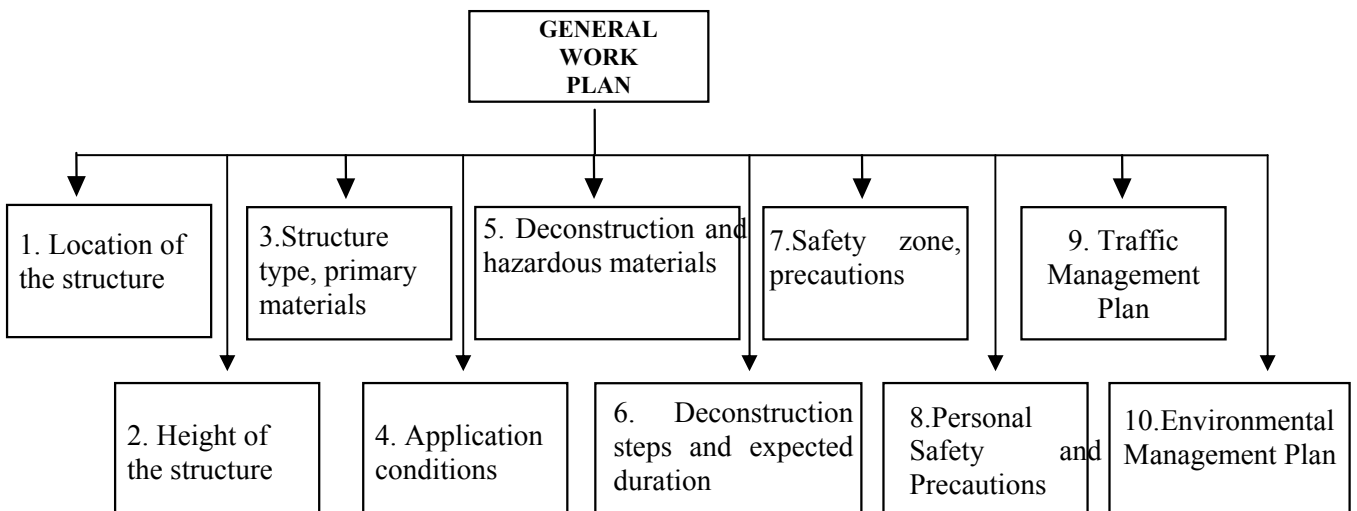 GENERAL
WORK
PLAN
1. Location of
the structure
3.Structure
type, primary
materials
5. Deconstruction and
hazardous materials
7.Safety zone,
precautions
9. Traffic
Management
Plan
2. Height of
the structure
4. Application
conditions
6. Deconstruction
steps and expected
duration
8.Personal
Safety and
Precautions
10.Environmental
Management Plan